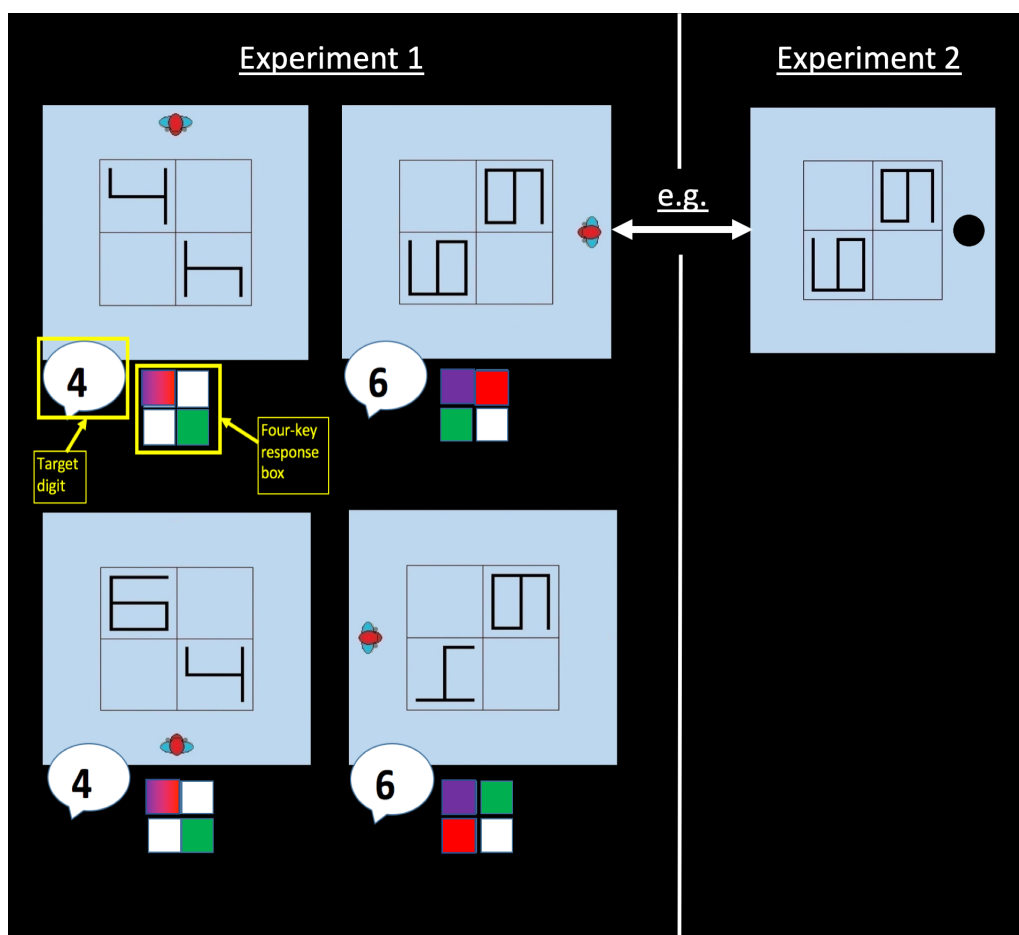 Experiment 1
Experiment 2
e.g.
4
6
Target
digit
Four-key
response
box
4
6